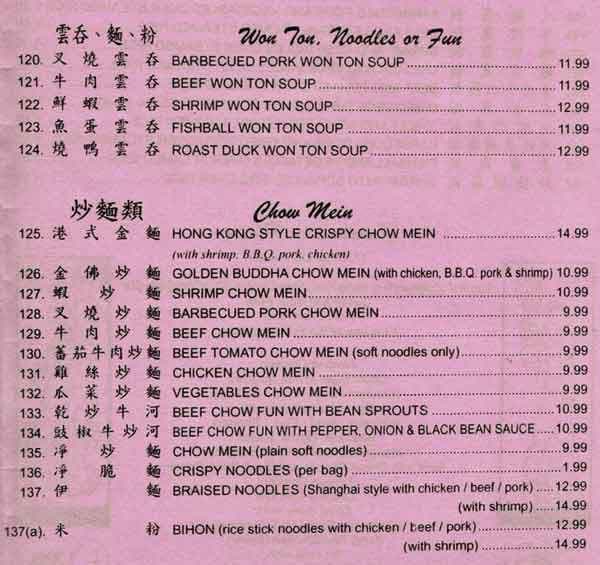 雲吞、麵、粉 Won Ton, Noodles or Fun
120. 叉燒雲吞 BARBECUED PORK WON TON SOUP 11.99
121. 牛肉雲吞 BEEF WON TON SOUP 11.99
122. 鮮蝦雲吞 SHRIMP WON TON SOUP 12.99
123. 魚蛋雲吞 FISHBALL WON TON SOUP 11.99
124. 燒鴨雲吞 ROAST DUCK WON TON SOUP 12.99
炒麵類 Chow Mein
125. 港式金麵 HONG KONG STYLE CRISPY CHOW MEIN 14.99
(with shrimp, B.B.Q. pork, chicken)
126. 金佛炒麵 GOLDEN BUDDHA CHOW MEIN (with chicken, B.B.Q. pork & shrimp) 10.99
127. 蝦炒麵 SHRIMP CHOW MEIN 10.99
128. 叉燒炒麵 BARBECUED PORK CHOW MEIN 9.99
129. 牛肉炒麵 BEEF CHOW MEIN 9.99
130. 蕃茄牛肉炒麵 BEEF TOMATO CHOW MEIN (soft noodles only) 9.99
131. 雞絲炒麵 CHICKEN CHOW MEIN 9.99
132. 瓜菜炒麵 VEGETABLES CHOW MEIN 9.99
133. 乾炒牛河 BEEF CHOW FUN WITH BEAN SPROUTS 10.99
134. 豉椒牛炒河 BEEF CHOW FUN WITH PEPPER, ONION & BLACK BEAN SAUCE 10.99
135. 淨炒麵 CHOW MEIN (plain soft noodles) 9.99
136. 淨脆麵 CRISPY NOODLES (per bag) 1.99
137. 伊麵 BRAISED NOODLES (Shanghai style with chicken / beef / pork) 12.99
(with shrimp) 14.99
137(a). 米粉 BIHON (rice stick noodles with chicken / beef / pork) 12.99
(with shrimp) 14.99